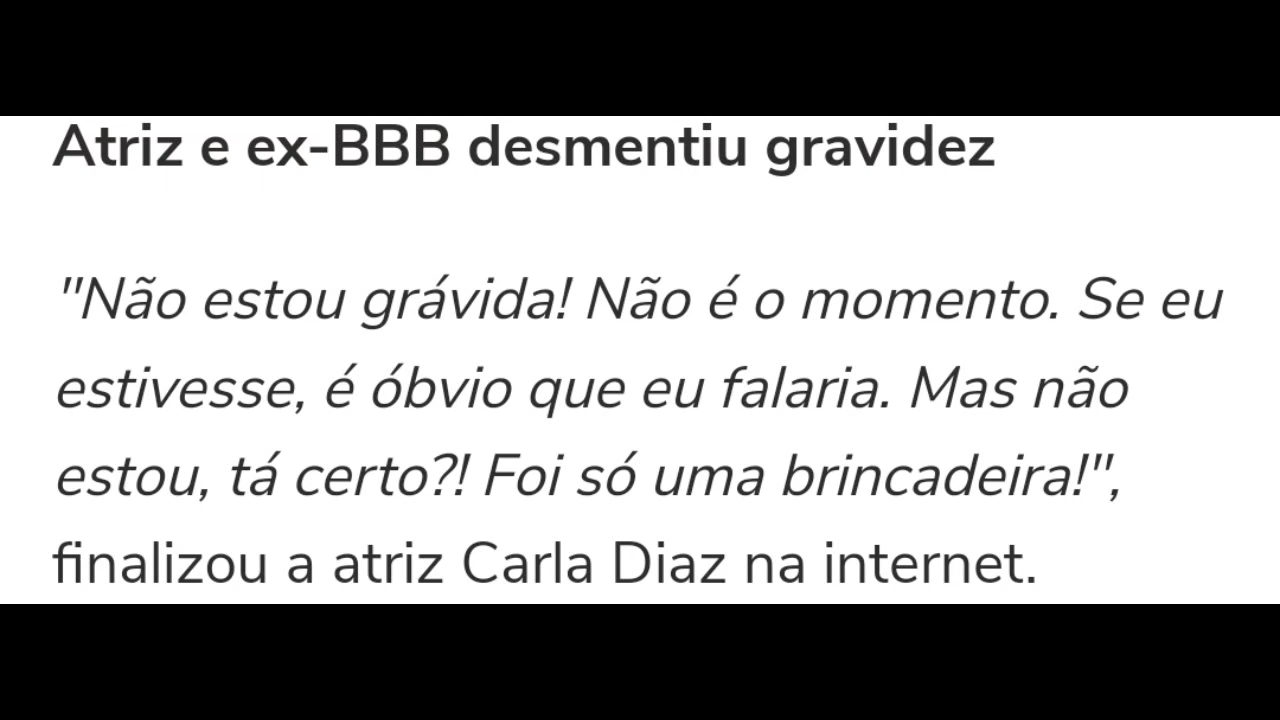 Atriz e ex-BBB desmentiu gravidez
"Não estou grávida! Não é o momento. Se eu
estivesse, é óbvio que eu falaria. Mas não
estou, tá certo?! Foi só uma brincadeira!",
finalizou a atriz Carla Diaz na internet.